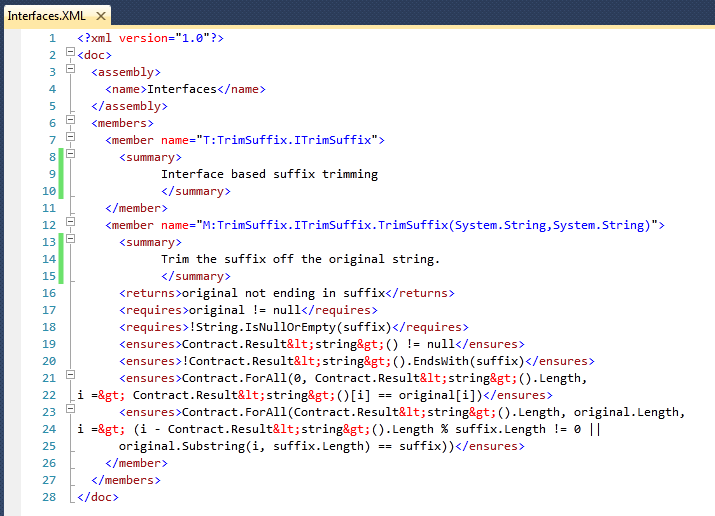 Interfaces.XML ×
1 <?xml version="1.0"?>
2 <doc>
3 <assembly>
4 <name>Interfaces</name>
5 </assembly>
6 <members>
7 <member name="T:TrimSuffix.ITrimSuffix">
8 <summary>
9 Interface based suffix trimming
10 </summary>
11 </member>
12 <member name="M:TrimSuffix.ITrimSuffix.TrimSuffix(System.String,System.String)">
13 <summary>
14 Trim the suffix off the original string.
15 </summary>
16 <returns>original not ending in suffix</returns>
17 <requires>original != null</requires>
18 <requires>!String.IsNullOrEmpty(suffix)</requires>
19 <ensures>Contract.Result&lt;string&gt;() != null</ensures>
20 <ensures>!Contract.Result&lt;string&gt;().EndsWith(suffix)</ensures>
21 <ensures>Contract.ForAll(0, Contract.Result&lt;string&gt;().Length,
22 i =&gt; Contract.Result&lt;string&gt;()[i] == original[i])</ensures>
23 <ensures>Contract.ForAll(Contract.Result&lt;string&gt;().Length, original.Length,
24 i =&gt; (i - Contract.Result&lt;string&gt;().Length % suffix.Length != 0 ||
25 original.Substring(i, suffix.Length) == suffix))</ensures>
26 </member>
27 </members>
28 </doc>